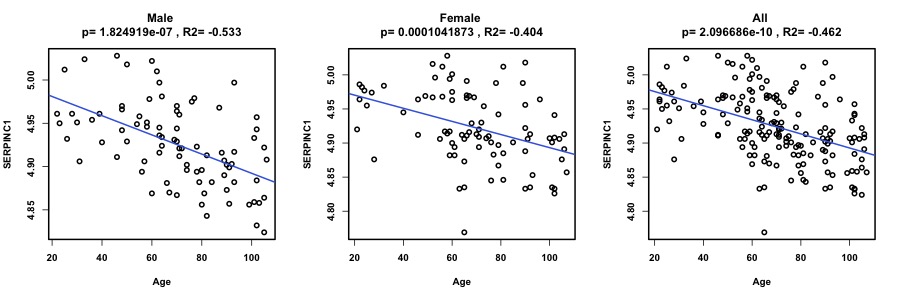 Male
p= 1.824919e-07 , R2= -0.533
SERPINC1
5.00
4.95
4.90
4.85
20 40 60 80 100
Age
Female
p= 0.0001041873 , R2= -0.404
SERPINC1
5.00
4.95
4.90
4.85
4.80
20 40 60 80 100
Age
All
p= 2.096686e-10 , R2= -0.462
SERPINC1
5.00
4.95
4.90
4.85
4.80
20 40 60 80 100
Age